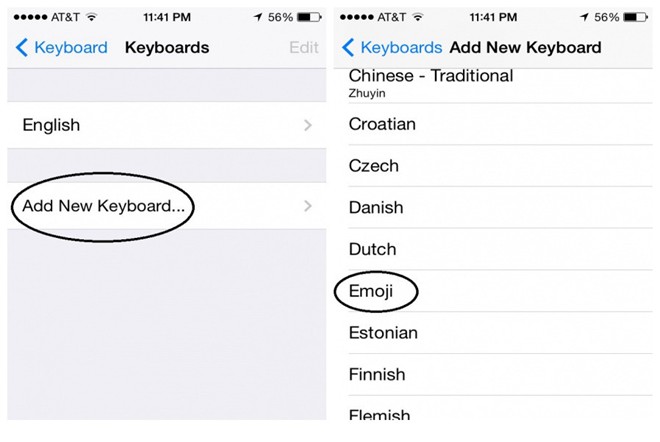 AT&T 11:41 PM 56%
Keyboard Keyboards Edit
English
Add New Keyboard...
AT&T 11:41 PM 56%
Keyboards Add New Keyboard
Chinese - Traditional
Zhuyin
Croatian
Czech
Danish
Dutch
Emoji
Estonian
Finnish
Flemish